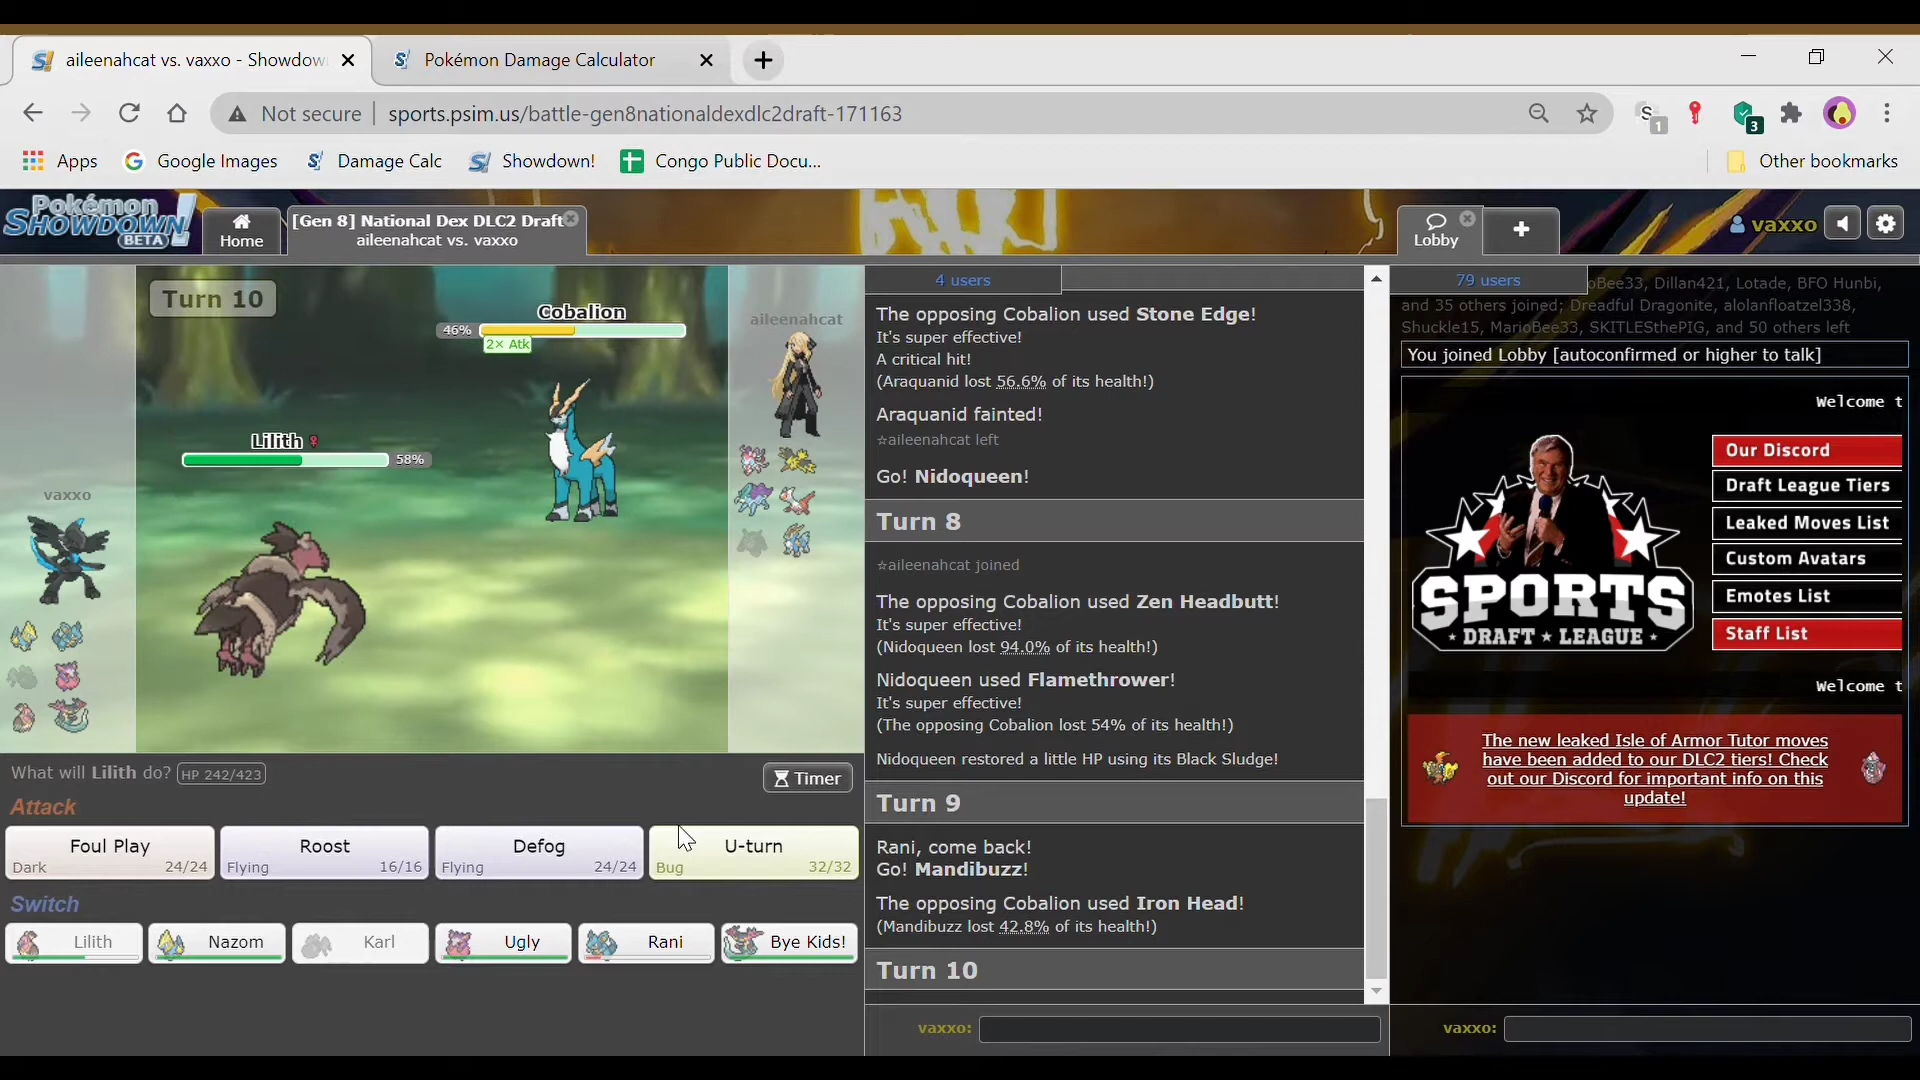 aileenahcat vs. vaxxo - Showdow
Pokémon Damage Calculator
Not secure
sports.psim.us/battle-gen8nationaldexdlc2draft-171163
S
1
3
Apps
Google Images
Damage Calc
Showdown!
Congo Public Docu...
Other bookmarks
Pokémon
SHOWDOWN!
BETA
Home
[Gen 8] National Dex DLC2 Draft
aileenahcat vs. vaxxo
Lobby
vaxxo
Turn 10
Cobalion
46%
2× Atk
aileenahcat
Lilith
58%
vaxxo
4 users
The opposing Cobalion used Stone Edge!
It's super effective!
A critical hit!
(Araquanid lost 56.6% of its health!)
Araquanid fainted!
☆aileenahcat left
Go! Nidoqueen!
Turn 8
☆aileenahcat joined
The opposing Cobalion used Zen Headbutt!
It's super effective!
(Nidoqueen lost 94.0% of its health!)
Nidoqueen used Flamethrower!
It's super effective!
(The opposing Cobalion lost 54% of its health!)
Nidoqueen restored a little HP using its Black Sludge!
Turn 9
Rani, come back!
Go! Mandibuzz!
The opposing Cobalion used Iron Head!
(Mandibuzz lost 42.8% of its health!)
Turn 10
vaxxo:
What will Lilith do? HP 242/423
Timer
Attack
Foul Play
Dark 24/24
Roost
Flying 16/16
Defog
Flying 24/24
U-turn
Bug 32/32
Switch
Lilith
Nazom
Karl
Ugly
Rani
Bye Kids!
79 users
oBee33, Dillan421, Lotade, BFO Hunbi,
and 35 others joined; Dreadful Dragonite, alolanfloatzel338,
Shuckle15, MarioBee33, SKITLESthePIG, and 50 others left
You joined Lobby [autoconfirmed or higher to talk]
Welcome t
SPORTS
DRAFT ★ LEAGUE
Our Discord
Draft League Tiers
Leaked Moves List
Custom Avatars
Emotes List
Staff List
Welcome t
The new leaked Isle of Armor Tutor moves
have been added to our DLC2 tiers! Check
out our Discord for important info on this
update!
vaxxo: